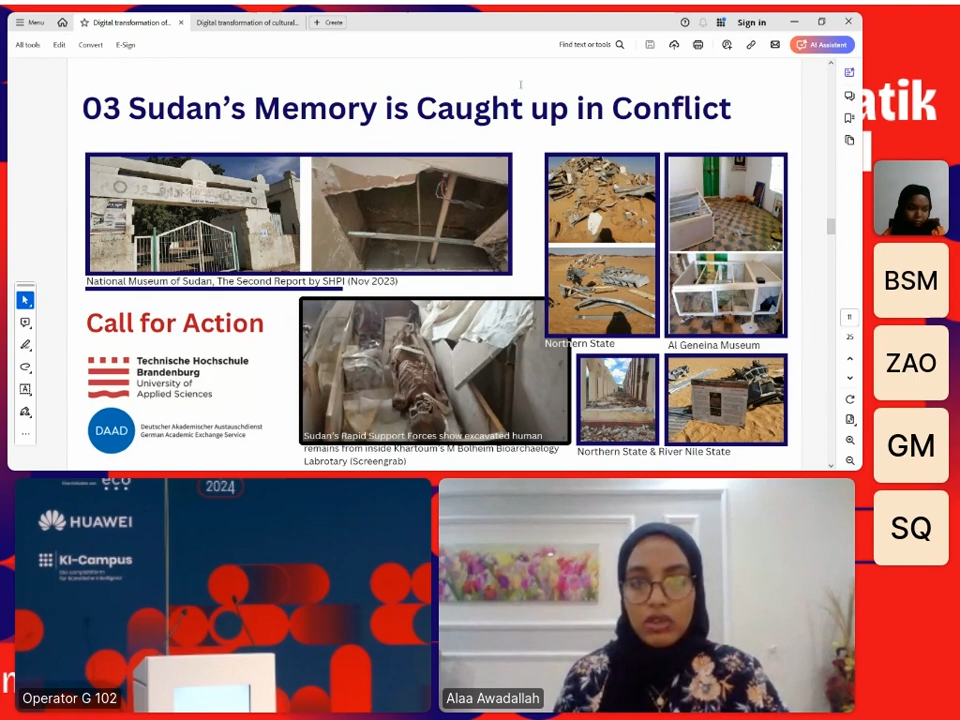 Menu
Digital transformation of..
Digital transformation of cultural...
Create
Sign in
All tools
Edit
Convert
E-Sign
Find text or tools
AI Assistant
atik
03 Sudan's Memory is Caught up in Conflict
National Museum of Sudan, The Second Report by SHPI (Nov 2023)
Northern State
Al Geneina Museum
Call for Action
Technische Hochschule
Brandenburg
University of
Applied Sciences
DAAD
Deutscher Akademischer Austauschdienst
German Academic Exchange Service
Sudan's Rapid Support Forces show excavated human
remains from inside Khartoum's M Bolheim Bioarchaelogy
Labrotary (Screengrab)
Northern State & River Nile State
11
25
BSM
ZAO
GM
SQ
eco
2024
HUAWEI
KI-Campus
Operator G 102
Alaa Awadallah